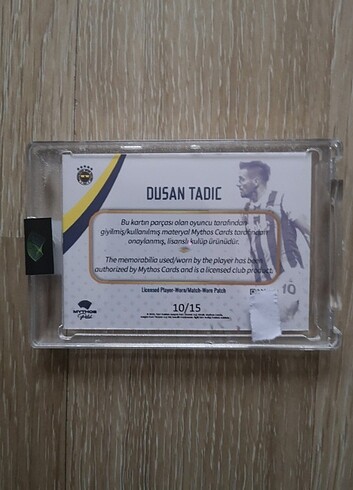 DUSAN TADIC
Bu kartın parçası olan oyuncu tarafından
giyilmiş/kullanılmış materyal Mythos Cards tarafından
onaylanmış, lisanslı kulüp ürünüdür.
The memorabilia used/worn by the player has been
authorized by Mythos Cards and is a licensed club product.
Licensed Player-Worn/Match-Worn Patch
10
MYTHOS
10/15